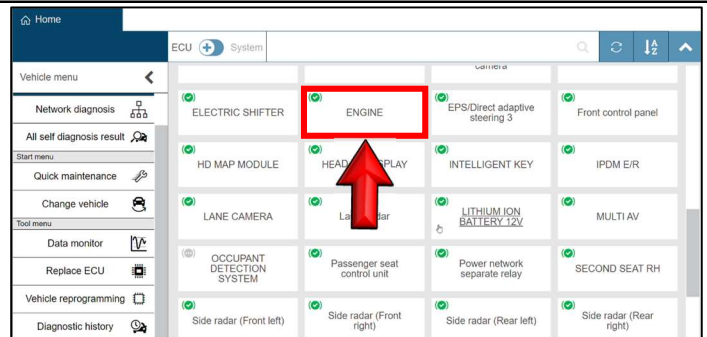 Home
ECU System
Vehicle menu
Network diagnosis
All self diagnosis result
Start menu
Quick maintenance
Change vehicle
Tool menu
Data monitor
Replace ECU
Vehicle reprogramming
Diagnostic history
camera
ELECTRIC SHIFTER
ENGINE
EPS/Direct adaptive
steering 3
Front control panel
HD MAP MODULE
HEAD PLAY
INTELLIGENT KEY
IPDM E/R
LANE CAMERA
La dar
LITHIUM ION
BATTERY 12V
MULTI AV
OCCUPANT
DETECTION
SYSTEM
Passenger seat
control unit
Power network
separate relay
SECOND SEAT RH
Side radar (Front left)
Side radar (Front
right)
Side radar (Rear left)
Side radar (Rear
right)